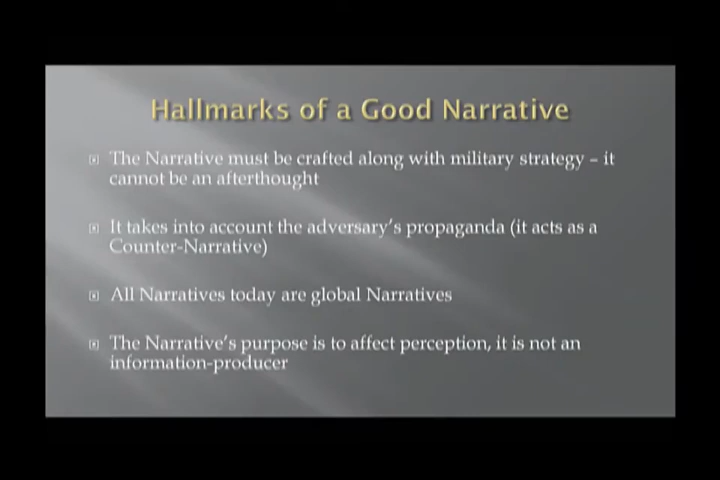 Hallmarks of a Good Narrative
The Narrative must be crafted along with military strategy – it
cannot be an afterthought
It takes into account the adversary's propaganda (it acts as a
Counter-Narrative)
All Narratives today are global Narratives
The Narrative's purpose is to affect perception, it is not an
information-producer